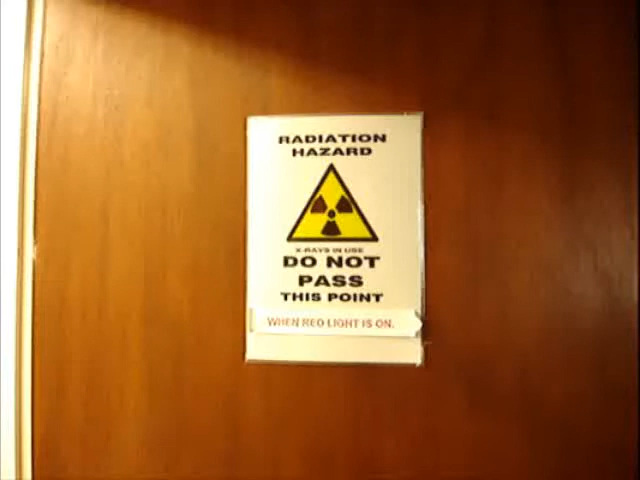 RADIATION
HAZARD
X-RAYS IN USE
DO NOT
PASS
THIS POINT
WHEN RED LIGHT IS ON.